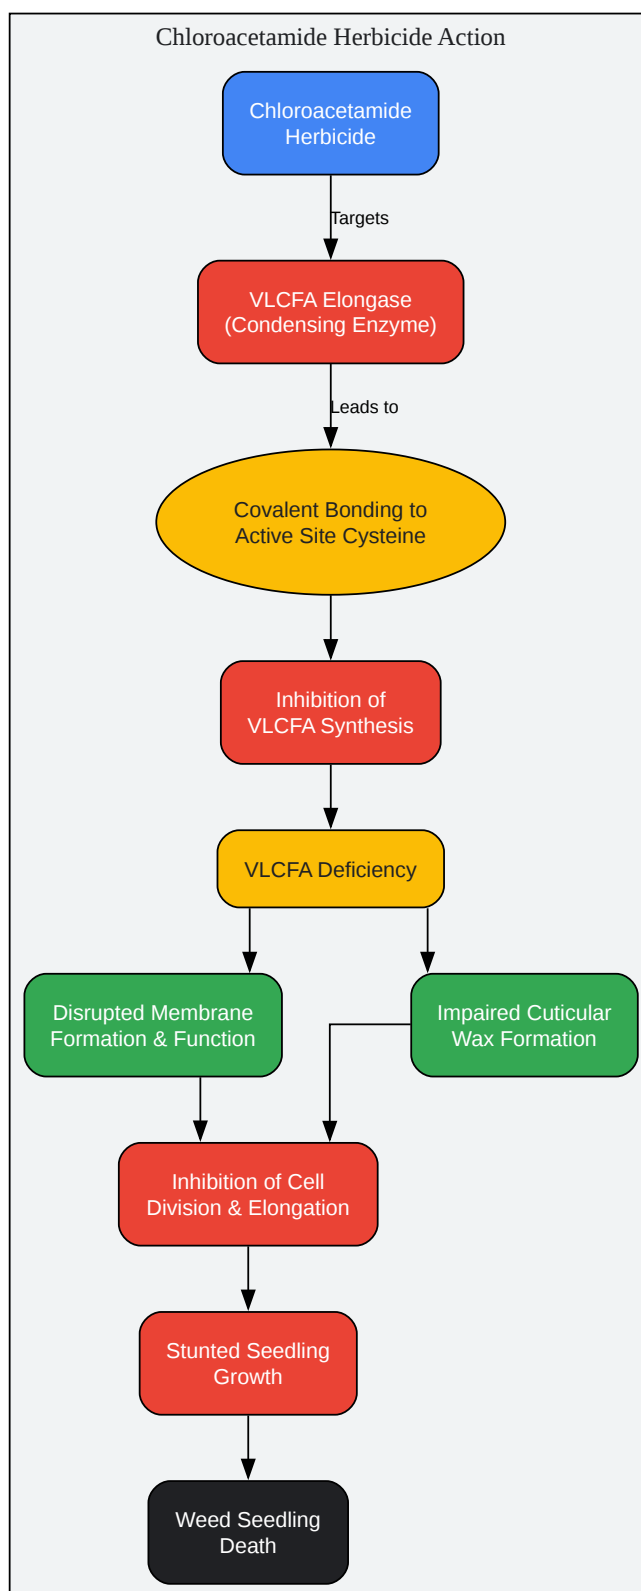 Chloroacetamide Herbicide Action
Chloroacetamide
Herbicide
Targets
VLCFA Elongase
(Condensing Enzyme)
Leads to
Covalent Bonding to
Active Site Cysteine
Inhibition of
VLCFA Synthesis
VLCFA Deficiency
Disrupted Membrane
Formation & Function
Impaired Cuticular
Wax Formation
Inhibition of Cell
Division & Elongation
Stunted Seedling
Growth
Weed Seedling
Death